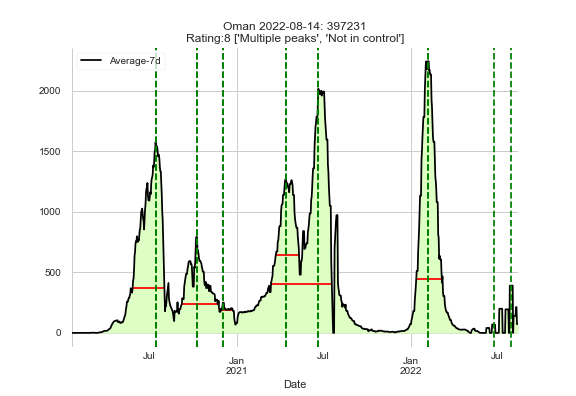 Oman 2022-08-14: 397231
Rating:8 ['Multiple peaks', 'Not in control']
Average-7d
2000
1500
1000
500
0
Jul
Jan
2021
Jul
Jan
2022
Jul
Date